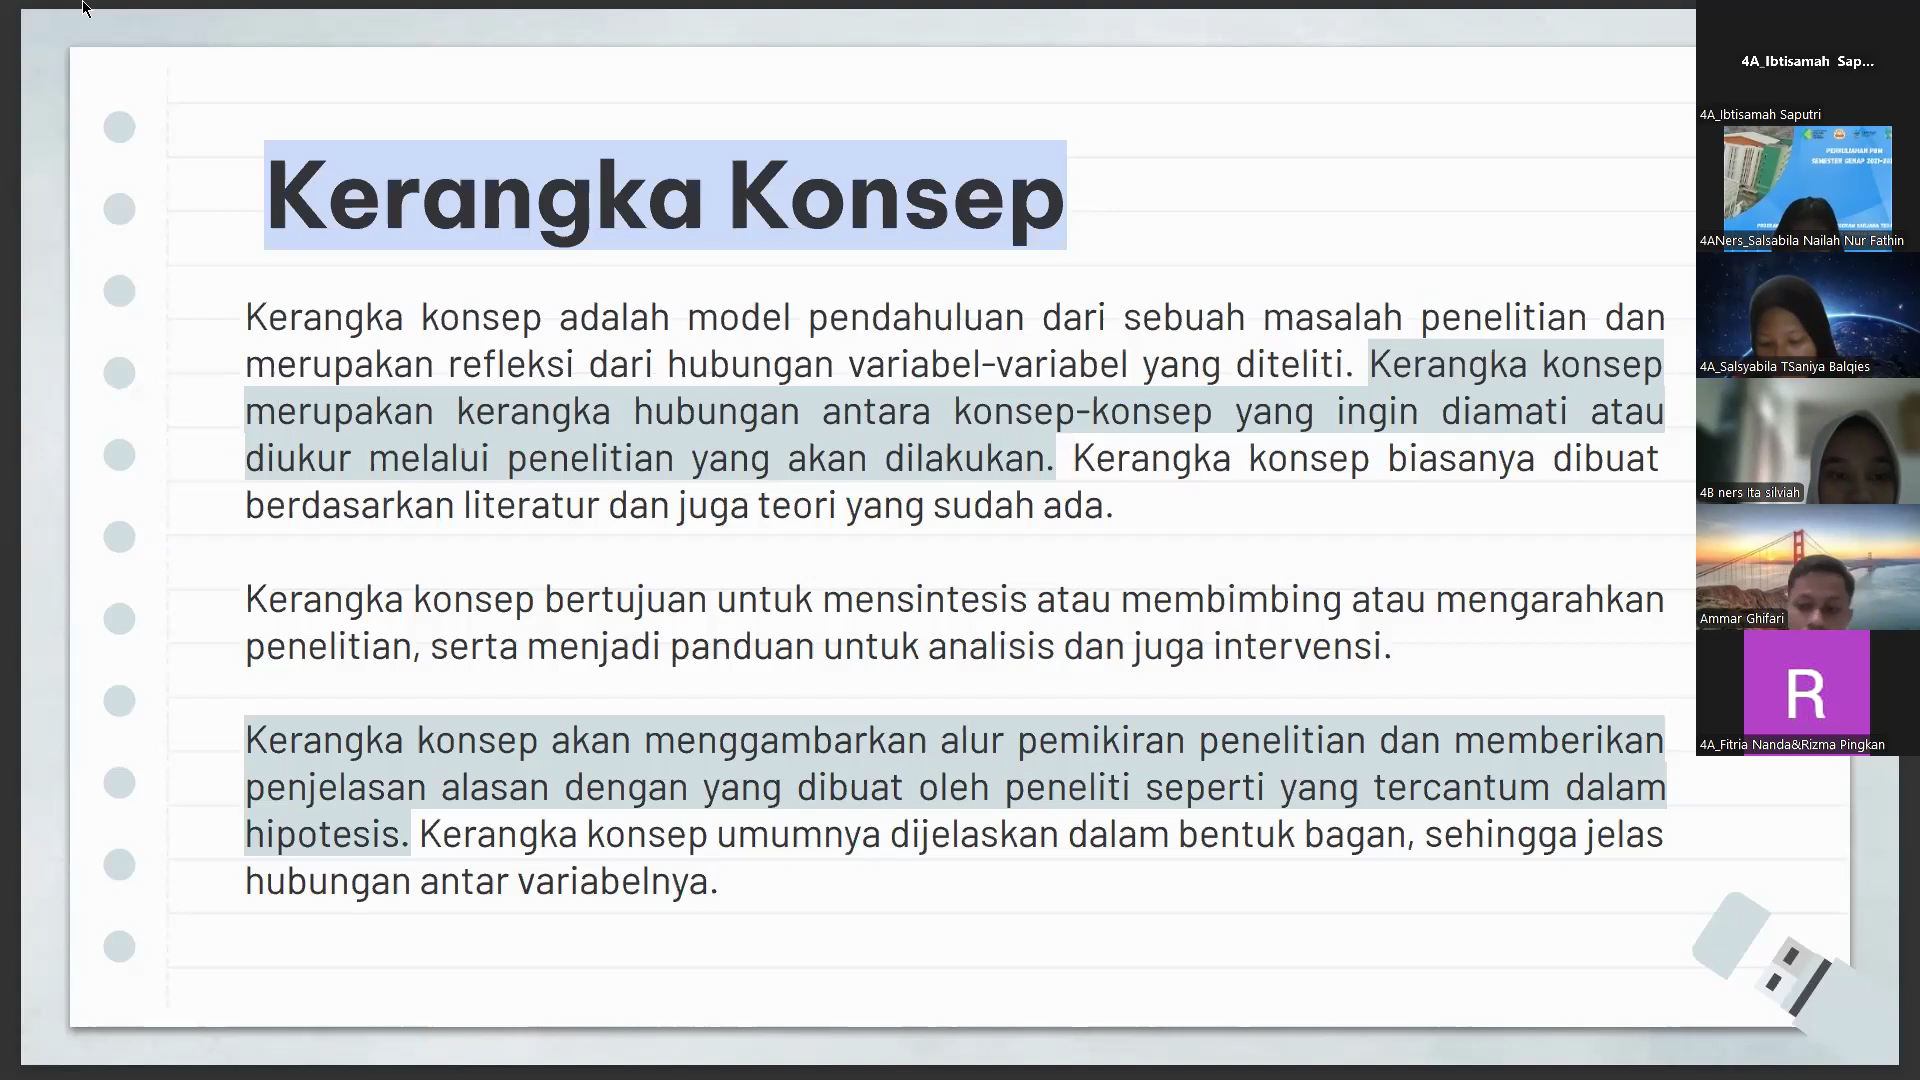 Kerangka Konsep
Kerangka konsep adalah model pendahuluan dari sebuah masalah penelitian dan
merupakan refleksi dari hubungan variabel-variabel yang diteliti. Kerangka konsep
merupakan kerangka hubungan antara konsep-konsep yang ingin diamati atau
diukur melalui penelitian yang akan dilakukan. Kerangka konsep biasanya dibuat
berdasarkan literatur dan juga teori yang sudah ada.
Kerangka konsep bertujuan untuk mensintesis atau membimbing atau mengarahkan
penelitian, serta menjadi panduan untuk analisis dan juga intervensi.
Kerangka konsep akan menggambarkan alur pemikiran penelitian dan memberikan
penjelasan alasan dengan yang dibuat oleh peneliti seperti yang tercantum dalam
hipotesis. Kerangka konsep umumnya dijelaskan dalam bentuk bagan, sehingga jelas
hubungan antar variabelnya.
4A_Ibtisamah Sap...
4A_Ibtisamah Saputri
PERKULIAHAN PBM
SEMESTER GENAP 2021-202
4ANers_Salsabila Nailah Nur Fathin
4A_Salsyabila TSaniya Balqies
4B ners Ita silviah
Ammar Ghifari
R
4A_Fitria Nanda&Rizma Pingkan